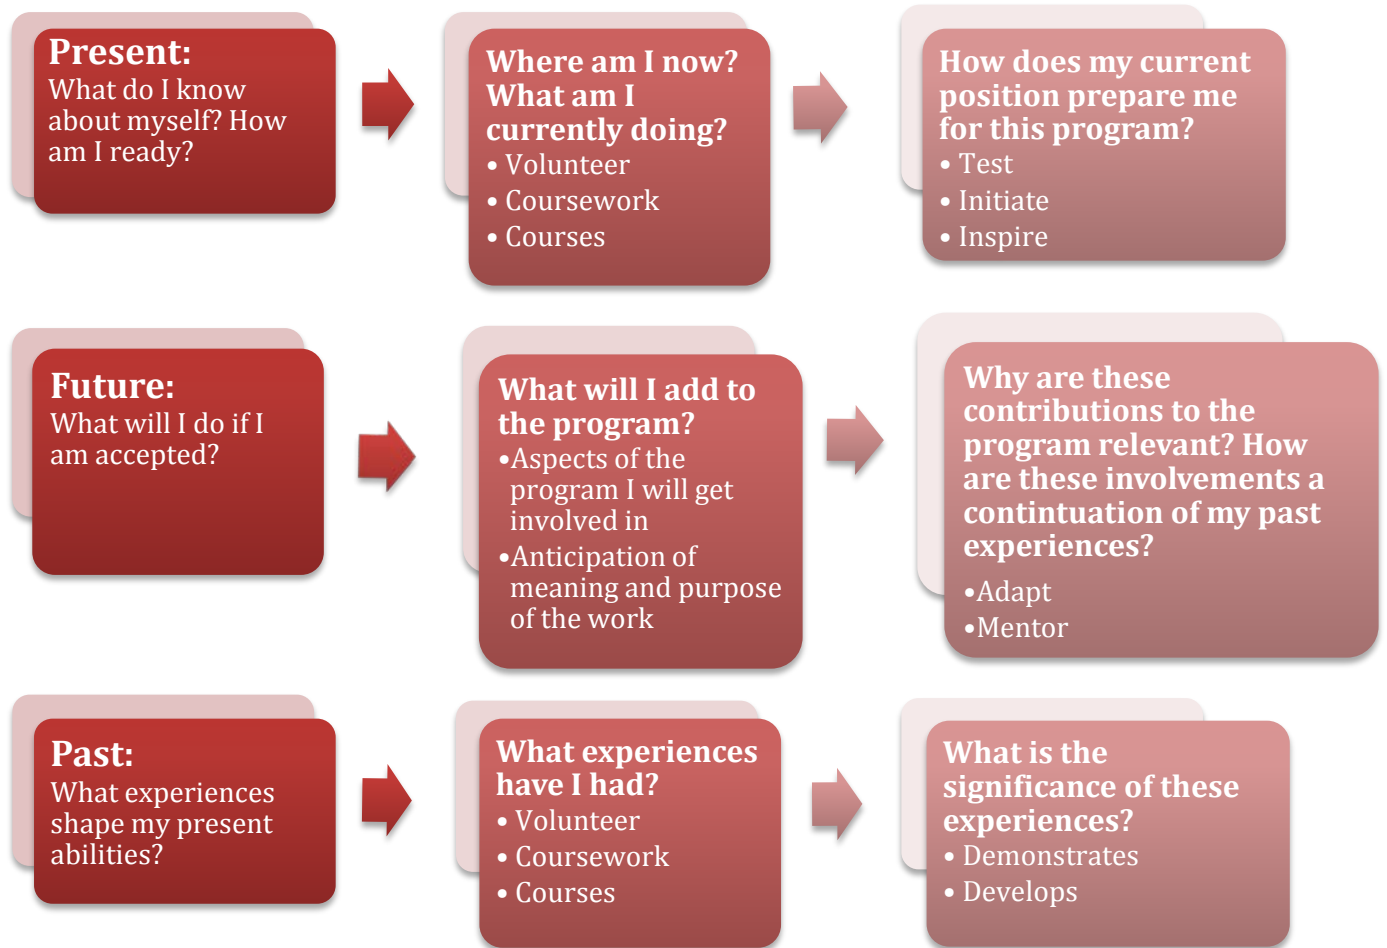 Present:
What do I know
about myself? How
am I ready?
Where am I now?
What am I
currently doing?
• Volunteer
• Coursework
• Courses
How does my current
position prepare me
for this program?
• Test
• Initiate
• Inspire
Future:
What will I do if I
am accepted?
What will I add to
the program?
•Aspects of the
program I will get
involved in
•Anticipation of
meaning and purpose
of the work
Why are these
contributions to the
program relevant? How
are these involvements a
contintuation of my past
experiences?
•Adapt
•Mentor
Past:
What experiences
shape my present
abilities?
What experiences
have I had?
• Volunteer
• Coursework
• Courses
What is the
significance of these
experiences?
• Demonstrates
• Develops